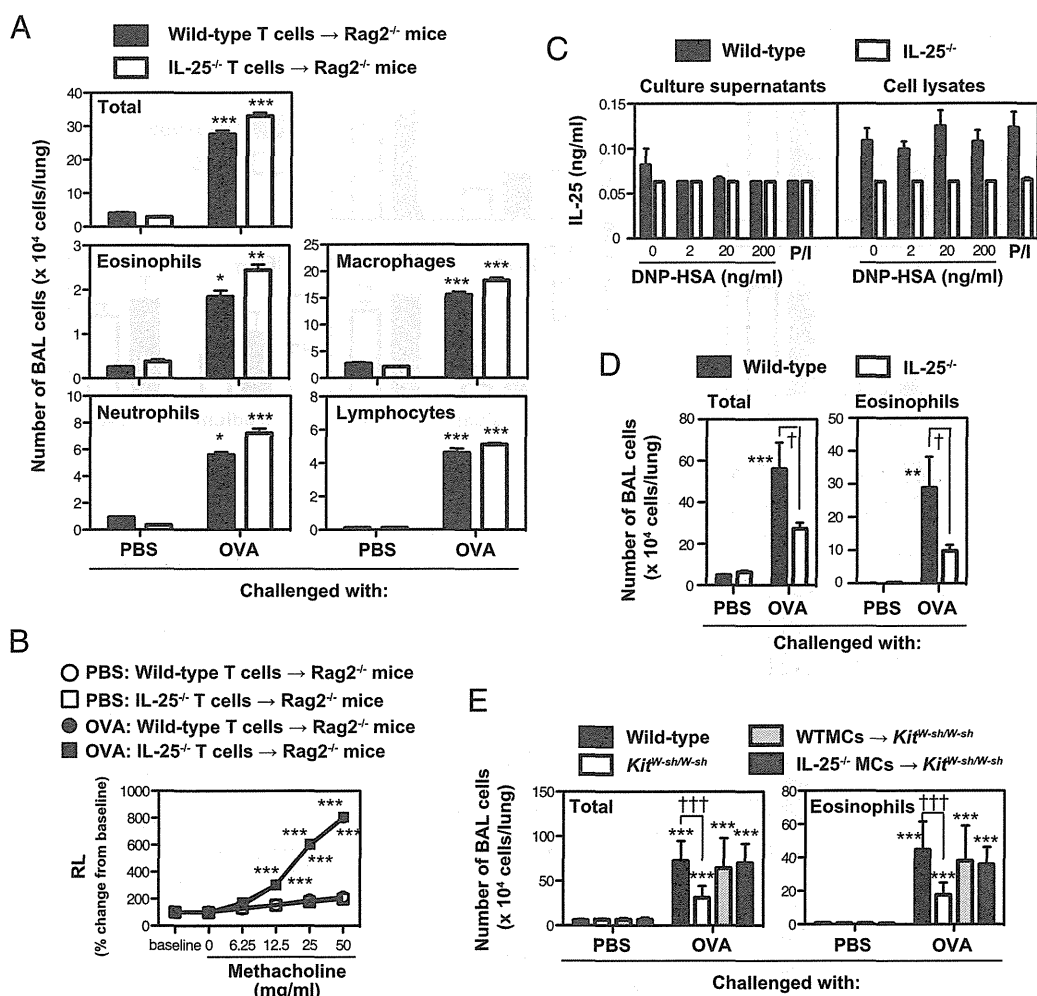 A
Wild-type T cells → Rag2-/- mice
IL-25-/- T cells → Rag2-/- mice
Number of BAL cells (x 10⁴ cells/lung)
Total
40
30
20
10
0
***
***
Eosinophils
3
2
1
0
*
**
Macrophages
25
20
15
10
5
0
***
***
Neutrophils
10
8
6
4
2
0
*
***
Lymphocytes
8
6
4
2
0
***
***
PBS OVA
PBS OVA
Challenged with:
B
PBS: Wild-type T cells → Rag2-/- mice
PBS: IL-25-/- T cells → Rag2-/- mice
OVA: Wild-type T cells → Rag2-/- mice
OVA: IL-25-/- T cells → Rag2-/- mice
RL
(% change from baseline)
1000
800
600
400
200
0
***
***
***
***
***
***
baseline 0 6.25 12.5 25 50
Methacholine
(mg/ml)
C
Wild-type
IL-25-/-
Culture supernatants
Cell lysates
IL-25 (ng/ml)
0.15
0.10
0.05
0
0 2 20 200 P/I
DNP-HSA (ng/ml)
0 2 20 200 P/I
DNP-HSA (ng/ml)
D
Wild-type
IL-25-/-
Number of BAL cells
(x 10⁴ cells/lung)
Total
80
60
40
20
0
***
†
Eosinophils
50
40
30
20
10
0
**
†
PBS OVA
PBS OVA
Challenged with:
E
Wild-type
KitW-sh/W-sh
WTMCs → KitW-sh/W-sh
IL-25-/- MCs → KitW-sh/W-sh
Number of BAL cells
(x 10⁴ cells/lung)
Total
150
100
75
50
0
†††
***
***
***
***
Eosinophils
80
60
40
20
0
†††
***
***
***
***
PBS OVA
PBS OVA
Challenged with: